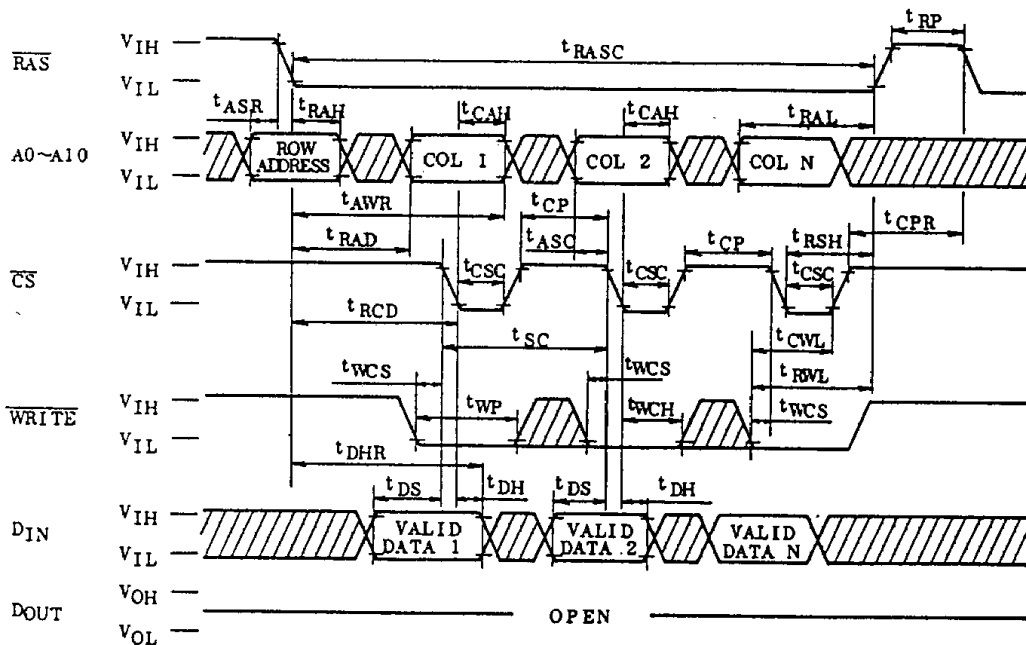 tRP
VIH
RAS
tRASC
VIL
tASR
tRAH
tCAH
tCAH
tRAL
VIH
A0~A10
ROW ADDRESS
COL 1
COL 2
COL N
VIL
tAWR
tCP
tCPR
tRAD
tASC
tCP
tRSH
VIH
CS
tCSC
tCSC
tCSC
VIL
tRCD
tSC
tCWL
tWCS
tWCS
tRWL
VIH
WRITE
tWP
tWCH
tWCS
VIL
tDHR
tDS
tDH
tDS
tDH
VIH
DIN
VALID DATA 1
VALID DATA 2
VALID DATA N
VIL
VOH
DOUT
OPEN
VOL